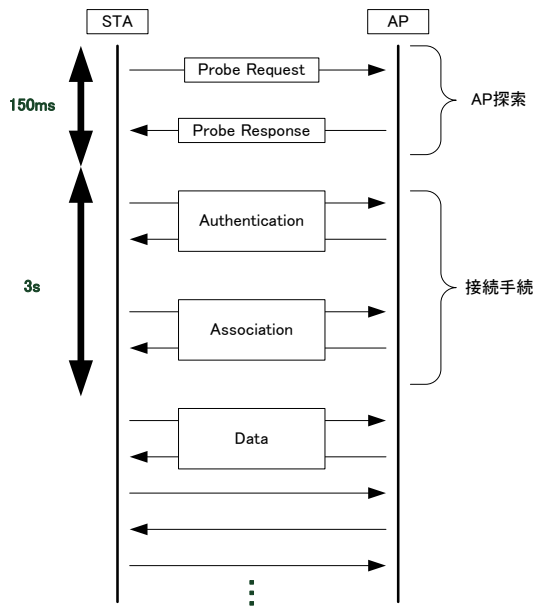 STA
AP
Probe Request
150ms
AP探索
Probe Response
Authentication
3s
接続手続
Association
Data